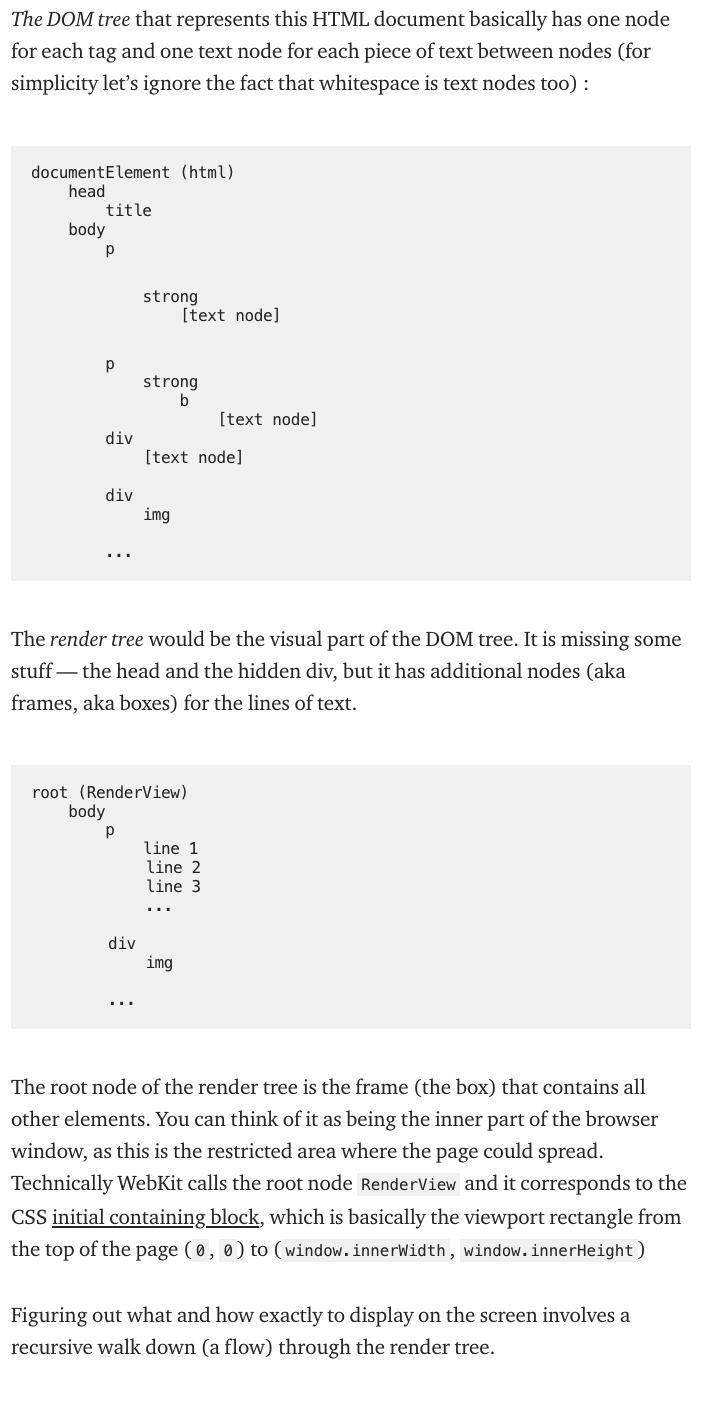 The DOM tree that represents this HTML document basically has one node
for each tag and one text node for each piece of text between nodes (for
simplicity let’s ignore the fact that whitespace is text nodes too) :
documentElement (html)
    head
        title
    body
        p
            strong
                [text node]
        p
            strong
                b
                    [text node]
        div
            [text node]
        div
            img
        ...
The render tree would be the visual part of the DOM tree. It is missing some
stuff — the head and the hidden div, but it has additional nodes (aka
frames, aka boxes) for the lines of text.
root (RenderView)
    body
        p
            line 1
            line 2
            line 3
            ...
        div
            img
        ...
The root node of the render tree is the frame (the box) that contains all
other elements. You can think of it as being the inner part of the browser
window, as this is the restricted area where the page could spread.
Technically WebKit calls the root node RenderView and it corresponds to the
CSS initial containing block, which is basically the viewport rectangle from
the top of the page (0, 0) to (window.innerWidth, window.innerHeight)
Figuring out what and how exactly to display on the screen involves a
recursive walk down (a flow) through the render tree.